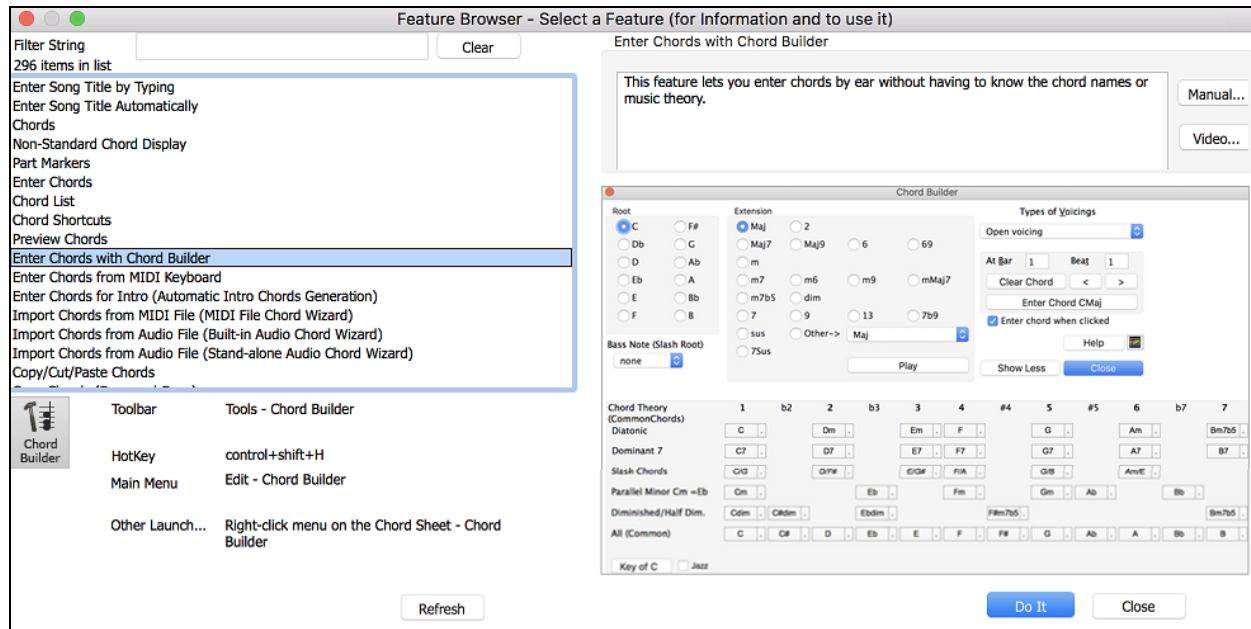 Feature Browser - Select a Feature (for Information and to use it)
Filter String
Clear
296 items in list
Enter Song Title by Typing
Enter Song Title Automatically
Chords
Non-Standard Chord Display
Part Markers
Enter Chords
Chord List
Chord Shortcuts
Preview Chords
Enter Chords with Chord Builder
Enter Chords from MIDI Keyboard
Enter Chords for Intro (Automatic Intro Chords Generation)
Import Chords from MIDI File (MIDI File Chord Wizard)
Import Chords from Audio File (Built-in Audio Chord Wizard)
Import Chords from Audio File (Stand-alone Audio Chord Wizard)
Copy/Cut/Paste Chords
Chord
Builder
Toolbar Tools - Chord Builder
HotKey control+shift+H
Main Menu Edit - Chord Builder
Other Launch... Right-click menu on the Chord Sheet - Chord
Builder
Refresh
Enter Chords with Chord Builder
This feature lets you enter chords by ear without having to know the chord names or
music theory.
Manual...
Video...
Chord Builder
Root
C F#
Db G
D Ab
Eb A
E Bb
F B
Bass Note (Slash Root)
none
Extension
Maj 2
Maj7 Maj9 6 69
m
m7 m6 m9 mMaj7
m7b5 dim
7 9 13 7b9
sus Other-> Maj
7Sus
Play
Types of Voicings
Open voicing
At Bar 1 Beat 1
Clear Chord < >
Enter Chord CMaj
Enter chord when clicked
Help
Show Less Close
Chord Theory 1 b2 2 b3 3 4 #4 5 #5 6 b7 7
(CommonChords)
Diatonic C Dm Em F G Am Bm7b5
Dominant 7 C7 D7 E7 F7 G7 A7 B7
Slash Chords C/G D/F# E/G# F/A G/B Am/E
Parallel Minor Cm =Eb Cm Eb Fm Gm Ab Bb
Diminished/Half Dim. Cdim C#dim Ebdim F#m7b5 Bm7b5
All (Common) C C# D Eb E F F# G Ab A Bb B
Key of C Jazz
Do It
Close